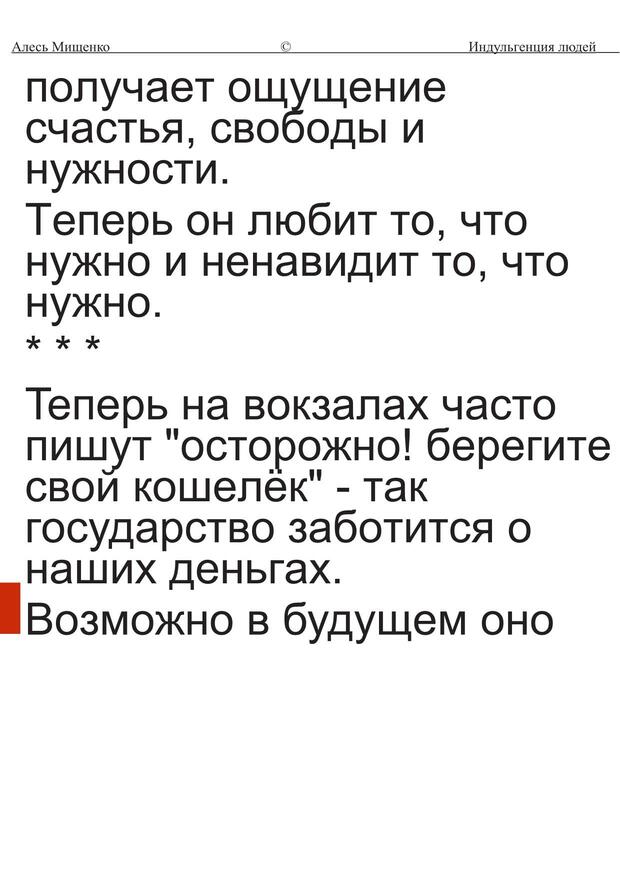 Алесь Мищенко © Индульгенция людей
получает ощущение
счастья, свободы и
нужности.
Теперь он любит то, что
нужно и ненавидит то, что
нужно.
* * *
Теперь на вокзалах часто
пишут "осторожно! берегите
свой кошелёк" - так
государство заботится о
наших деньгах.
Возможно в будущем оно